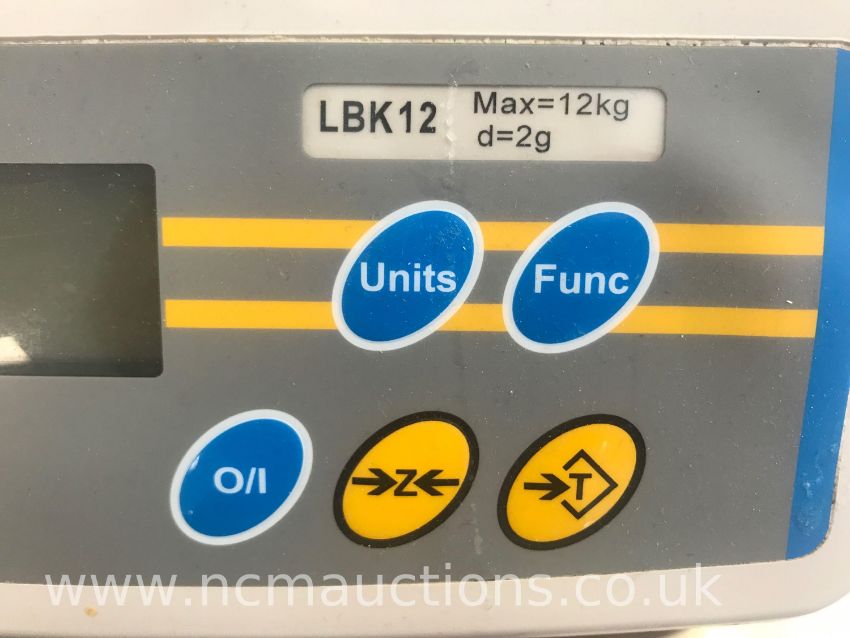 LBK12
Max=12kg
d=2g
Units
Func
O/I
Z
T
www.ncmauctions.co.uk